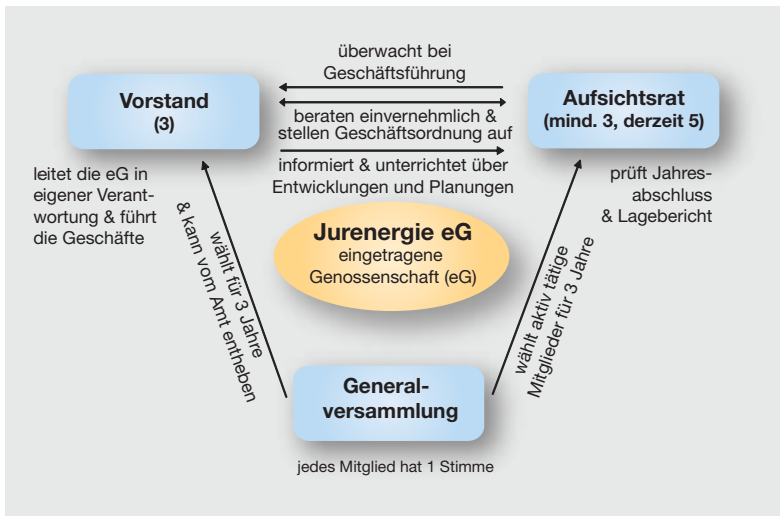 überwacht bei
Geschäftsführung
Vorstand
(3)
Aufsichtsrat
(mind. 3, derzeit 5)
beraten einvernehmlich &
stellen Geschäftsordnung auf
informiert & unterrichtet über
Entwicklungen und Planungen
leitet die eG in
eigener Verant-
wortung & führt
die Geschäfte
prüft Jahres-
abschluss
& Lagebericht
Jurenergie eG
eingetragene
Genossenschaft (eG)
wählt für 3 Jahre
& kann vom Amt entheben
wählt aktiv tätige
Mitglieder für 3 Jahre
General-
versammlung
jedes Mitglied hat 1 Stimme